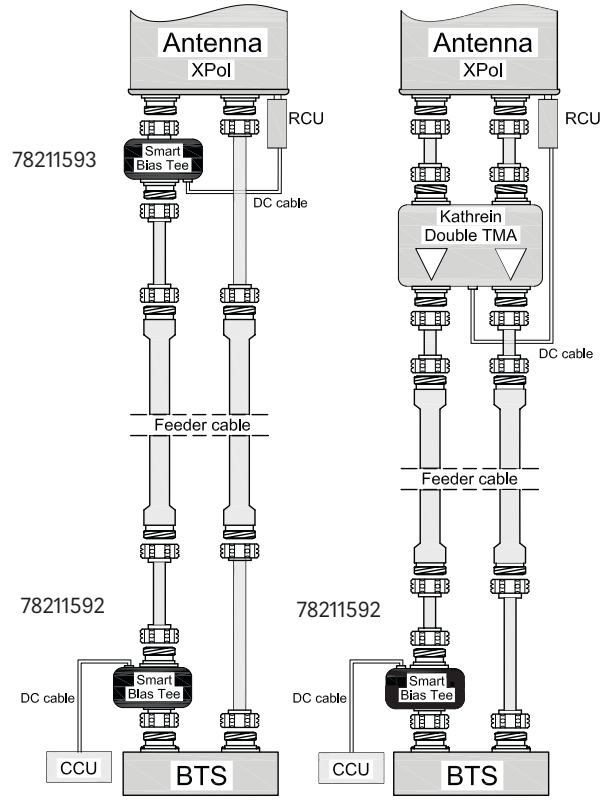 Antenna
XPol
RCU
78211593
Smart
Bias Tee
DC cable
Feeder cable
78211592
Smart
Bias Tee
DC cable
CCU
BTS
Antenna
XPol
RCU
Kathrein
Double TMA
DC cable
Feeder cable
78211592
Smart
Bias Tee
DC cable
CCU
BTS